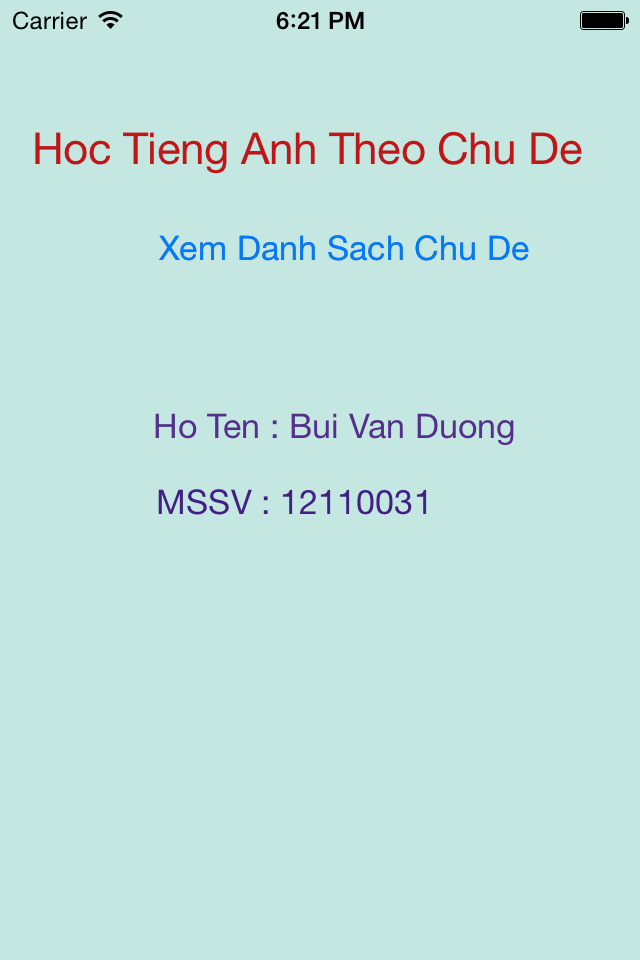 Carrier 6:21 PM
Hoc Tieng Anh Theo Chu De
Xem Danh Sach Chu De
Ho Ten : Bui Van Duong
MSSV : 12110031